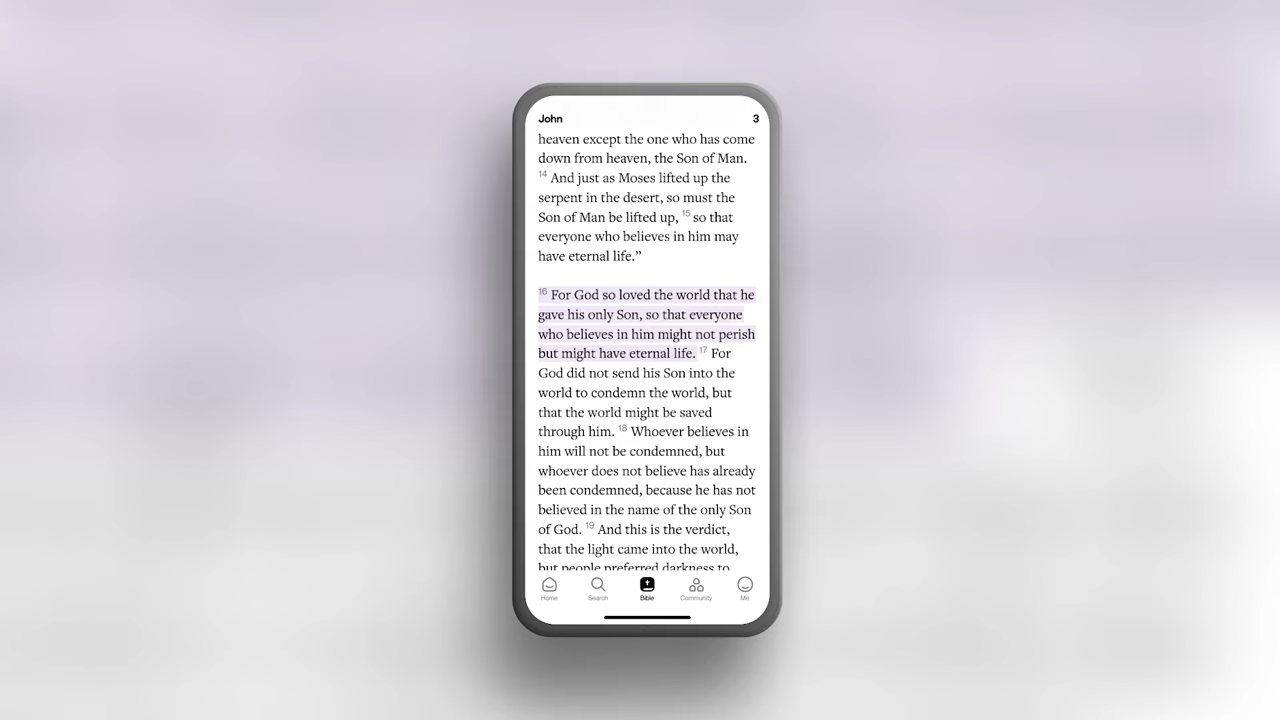 John 3
heaven except the one who has come
down from heaven, the Son of Man.
14 And just as Moses lifted up the
serpent in the desert, so must the
Son of Man be lifted up, 15 so that
everyone who believes in him may
have eternal life.”
16 For God so loved the world that he
gave his only Son, so that everyone
who believes in him might not perish
but might have eternal life. 17 For
God did not send his Son into the
world to condemn the world, but
that the world might be saved
through him. 18 Whoever believes in
him will not be condemned, but
whoever does not believe has already
been condemned, because he has not
believed in the name of the only Son
of God. 19 And this is the verdict,
that the light came into the world,
but people preferred darkness to
Home Search Bible Community Me